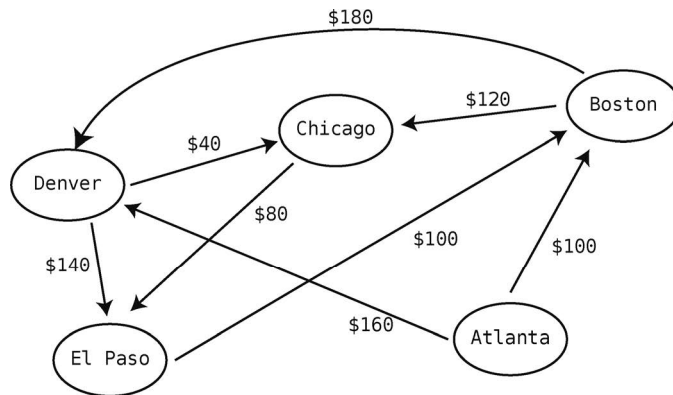 $180
Boston
$120
Chicago
$40
Denver
$80
$100
$100
$140
$160
Atlanta
El Paso